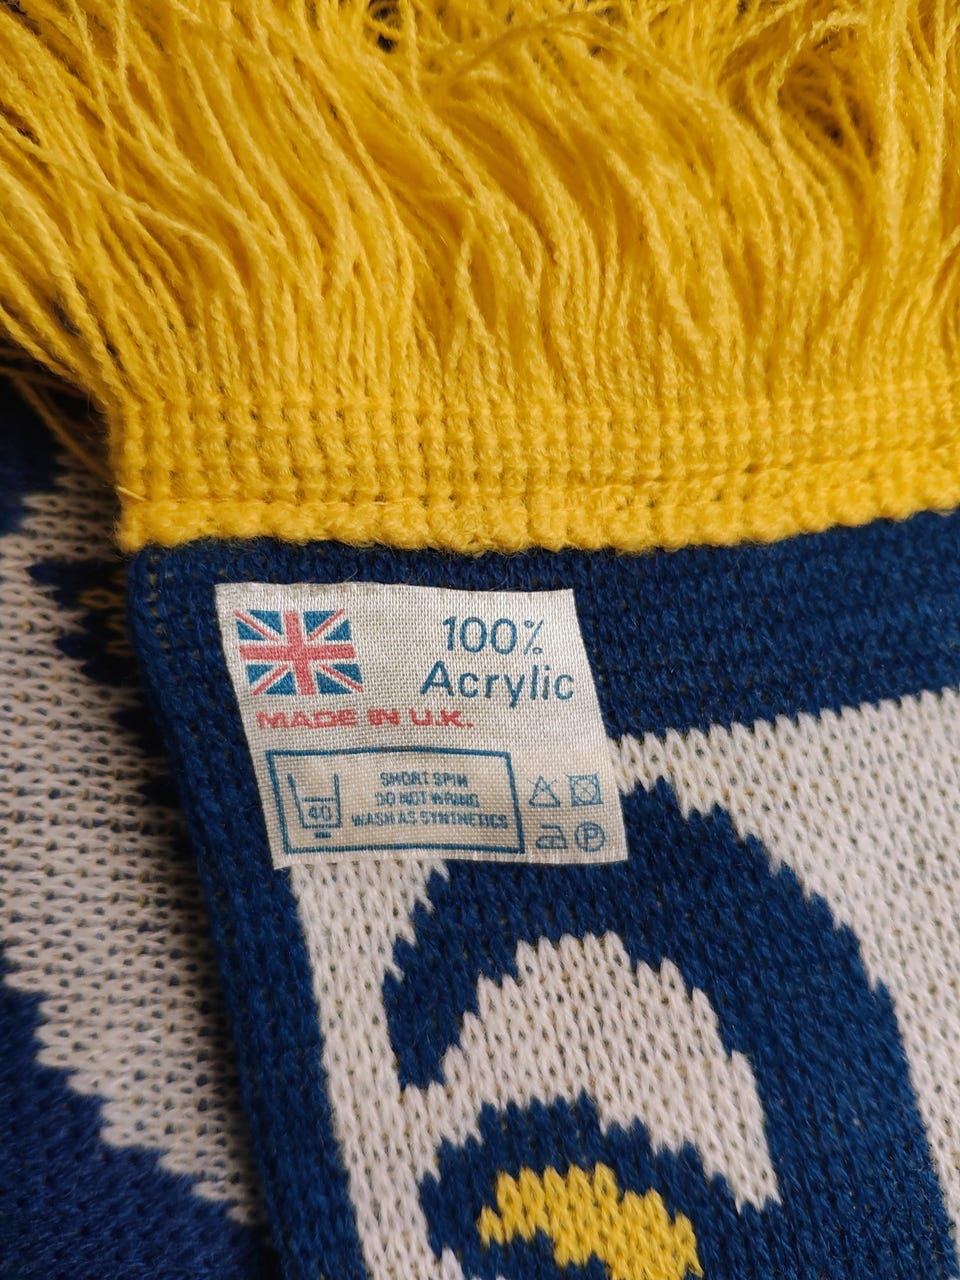 100%
Acrylic
MADE IN U.K.
SHORT SPIN
DO NOT WRING
WASH AS SYNTHETICS
40
P